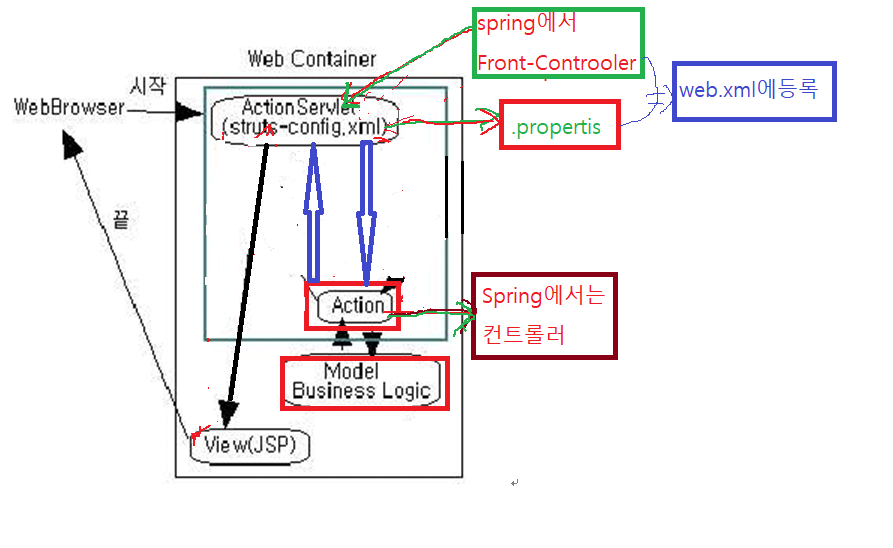 spring에서
Front-Controoler
Web Container
시작
WebBrowser
ActionServlet
(struts-config,xml)
.propertis
web.xml에등록
끝
Action
Spring에서는
컨트롤러
Model
Business Logic
View(JSP)